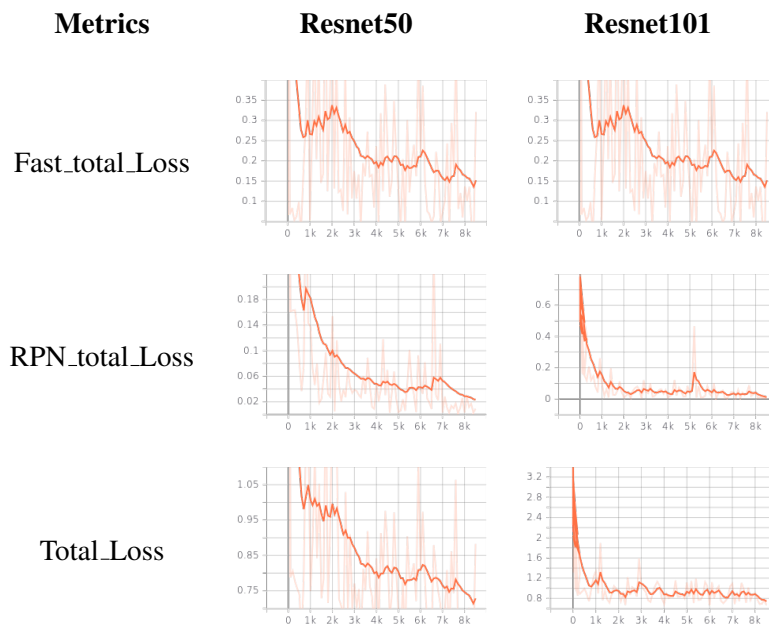 Metrics Resnet50 Resnet101
Fast_total_Loss
0.35 0.3 0.25 0.2 0.15 0.1
0 1k 2k 3k 4k 5k 6k 7k 8k
0.35 0.3 0.25 0.2 0.15 0.1
0 1k 2k 3k 4k 5k 6k 7k 8k
RPN_total_Loss
0.18 0.14 0.1 0.06 0.02
0 1k 2k 3k 4k 5k 6k 7k 8k
0.6 0.4 0.2 0
0 1k 2k 3k 4k 5k 6k 7k 8k
Total_Loss
1.05 0.95 0.85 0.75
0 1k 2k 3k 4k 5k 6k 7k 8k
3.2 2.8 2.4 2 1.6 1.2 0.8
0 1k 2k 3k 4k 5k 6k 7k 8k